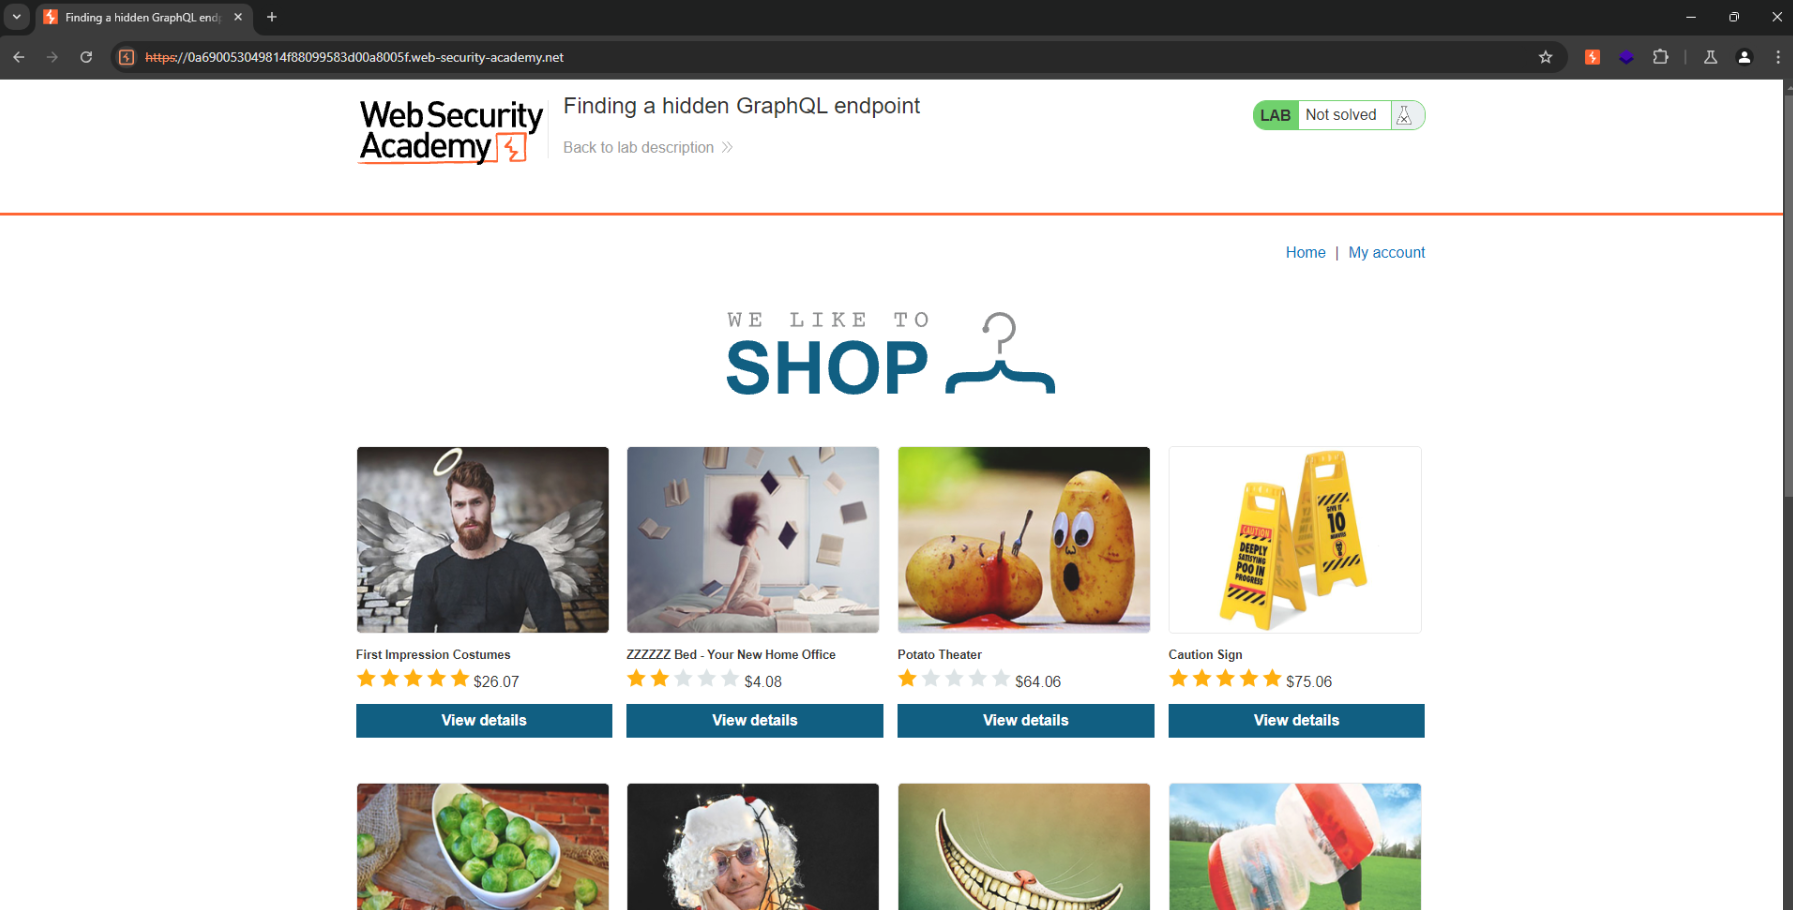 Finding a hidden GraphQL end
https://0a690053049814f88099583d00a8005f.web-security-academy.net
WebSecurity
Academy
Finding a hidden GraphQL endpoint
Back to lab description
LAB
Not solved
Home | My account
WE LIKE TO
SHOP
CAUTION
DEEPLY
SATISFYING
POO IN
PROGRESS
GIVE IT
10
MINUTES
First Impression Costumes
$26.07
View details
ZZZZZZ Bed - Your New Home Office
$4.08
View details
Potato Theater
$64.06
View details
Caution Sign
$75.06
View details